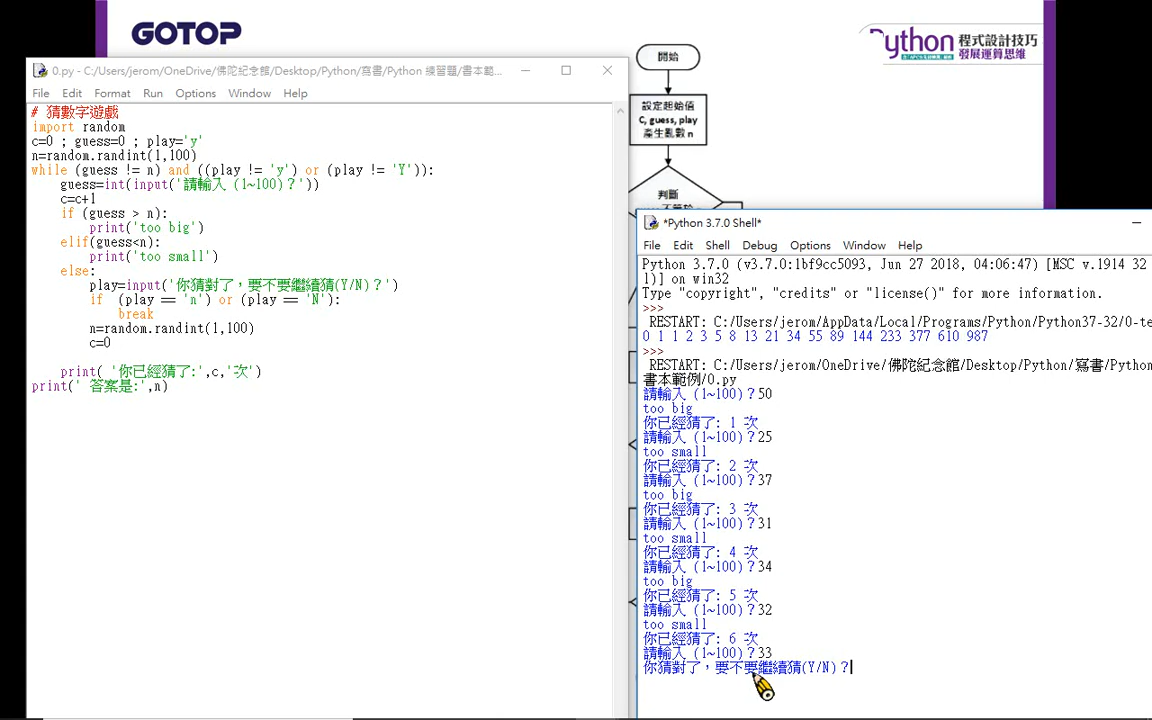 GOTOP
Python 程式設計技巧
發展運算思維
開始
設定起始值
C, guess, play
產生亂數 n
判斷
0.py - C:/Users/jerom/OneDrive/佛陀紀念館/Desktop/Python/寫書/Python 練習題/書本範...
File Edit Format Run Options Window Help
# 猜數字遊戲
import random
c=0 ; guess=0 ; play='y'
n=random.randint(1,100)
while (guess != n) and ((play != 'y') or (play != 'Y')):
    guess=int(input('請輸入 (1~100)？'))
    c=c+1
    if (guess > n):
        print('too big')
    elif(guess<n):
        print('too small')
    else:
        play=input('你猜對了，要不要繼續猜(Y/N)？')
        if  (play == 'n') or (play == 'N'):
            break
        n=random.randint(1,100)
        c=0
    print( '你已經猜了:',c,'次')
print(' 答案是:',n)
*Python 3.7.0 Shell*
File Edit Shell Debug Options Window Help
Python 3.7.0 (v3.7.0:1bf9cc5093, Jun 27 2018, 04:06:47) [MSC v.1914 32
l)] on win32
Type "copyright", "credits" or "license()" for more information.
>>>
RESTART: C:/Users/jerom/AppData/Local/Programs/Python/Python37-32/0-te
0 1 1 2 3 5 8 13 21 34 55 89 144 233 377 610 987
>>>
RESTART: C:/Users/jerom/OneDrive/佛陀紀念館/Desktop/Python/寫書/Python
書本範例/0.py
請輸入 (1~100)？50
too big
你已經猜了: 1 次
請輸入 (1~100)？25
too small
你已經猜了: 2 次
請輸入 (1~100)？37
too big
你已經猜了: 3 次
請輸入 (1~100)？31
too small
你已經猜了: 4 次
請輸入 (1~100)？34
too big
你已經猜了: 5 次
請輸入 (1~100)？32
too small
你已經猜了: 6 次
請輸入 (1~100)？33
你猜對了，要不要繼續猜(Y/N)？